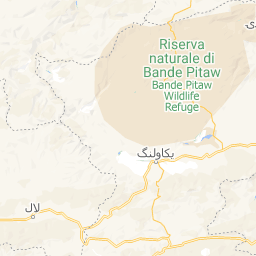 Riserva
naturale di
Bande Pitaw
Bande Pitaw
Wildlife
Refuge
یکاولنگ
لال